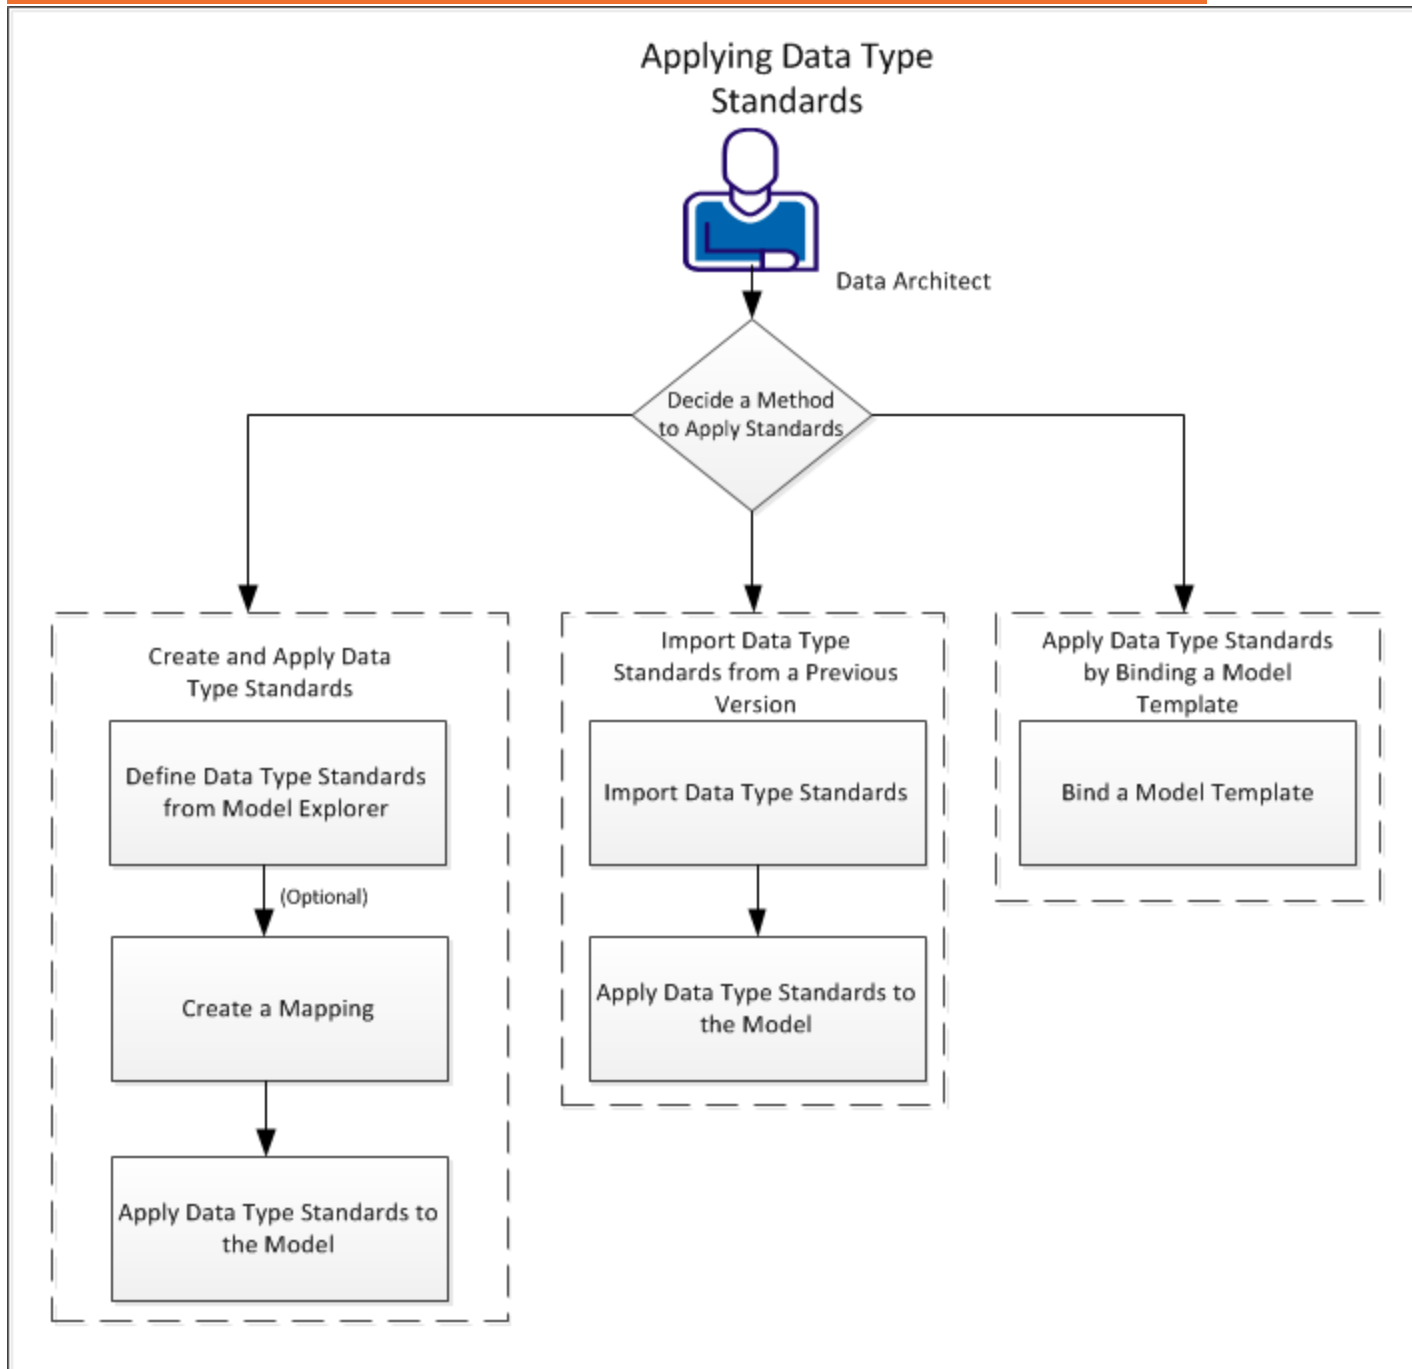 Applying Data Type
Standards
Data Architect
Decide a Method
to Apply Standards
Create and Apply Data
Type Standards
Define Data Type Standards
from Model Explorer
(Optional)
Create a Mapping
Apply Data Type Standards to
the Model
Import Data Type
Standards from a Previous
Version
Import Data Type Standards
Apply Data Type Standards to
the Model
Apply Data Type Standards
by Binding a Model
Template
Bind a Model Template